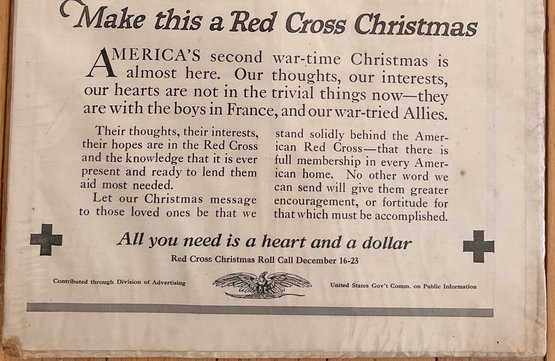 Make this a Red Cross Christmas
AMERICA'S second war-time Christmas is
almost here. Our thoughts, our interests,
our hearts are not in the trivial things now—they
are with the boys in France, and our war-tried Allies.
Their thoughts, their interests,
their hopes are in the Red Cross
and the knowledge that it is ever
present and ready to lend them
aid most needed.
Let our Christmas message
to those loved ones be that we
stand solidly behind the Amer-
ican Red Cross—that there is
full membership in every Amer-
ican home. No other word we
can send will give them greater
encouragement, or fortitude for
that which must be accomplished.
All you need is a heart and a dollar
Red Cross Christmas Roll Call December 16-23
Contributed through Division of Advertising
United States Gov't Comm. on Public Information